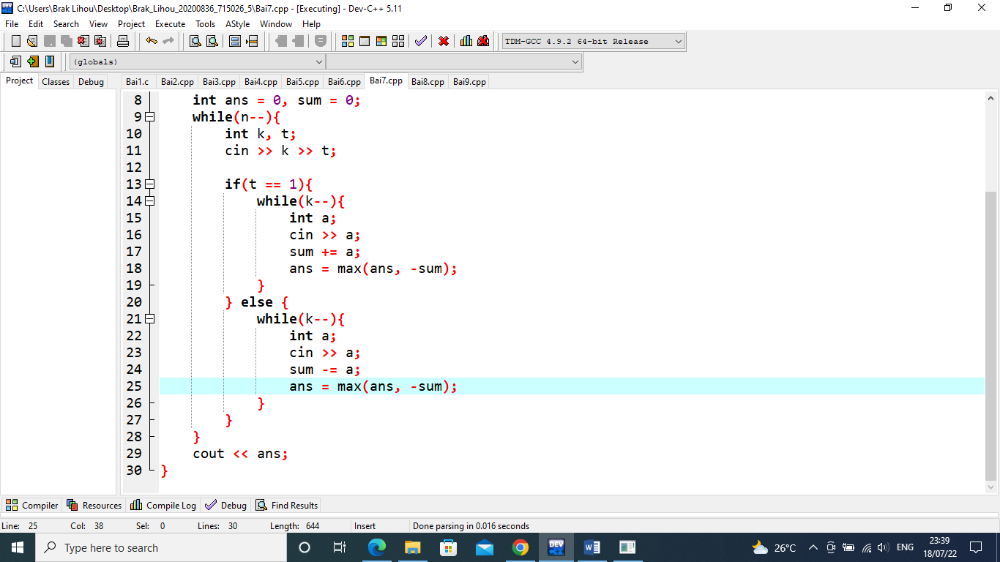 C:\Users\Brak Lihou\Desktop\Brak_Lihou_20200836_715026_5\Bai7.cpp - [Executing] - Dev-C++ 5.11
File Edit Search View Project Execute Tools AStyle Window Help
TDM-GCC 4.9.2 64-bit Release
(globals)
Project Classes Debug Bai1.c Bai2.cpp Bai3.cpp Bai4.cpp Bai5.cpp Bai6.cpp Bai7.cpp Bai8.cpp Bai9.cpp
8 int ans = 0, sum = 0;
9 while(n--){
10 int k, t;
11 cin >> k >> t;
12
13 if(t == 1){
14 while(k--){
15 int a;
16 cin >> a;
17 sum += a;
18 ans = max(ans, -sum);
19 }
20 } else {
21 while(k--){
22 int a;
23 cin >> a;
24 sum -= a;
25 ans = max(ans, -sum);
26 }
27 }
28 }
29 cout << ans;
30 }
Compiler Resources Compile Log Debug Find Results
Line: 25 Col: 38 Sel: 0 Lines: 30 Length: 644 Insert Done parsing in 0.016 seconds
Type here to search DEV 26°C ENG 23:39
18/07/22